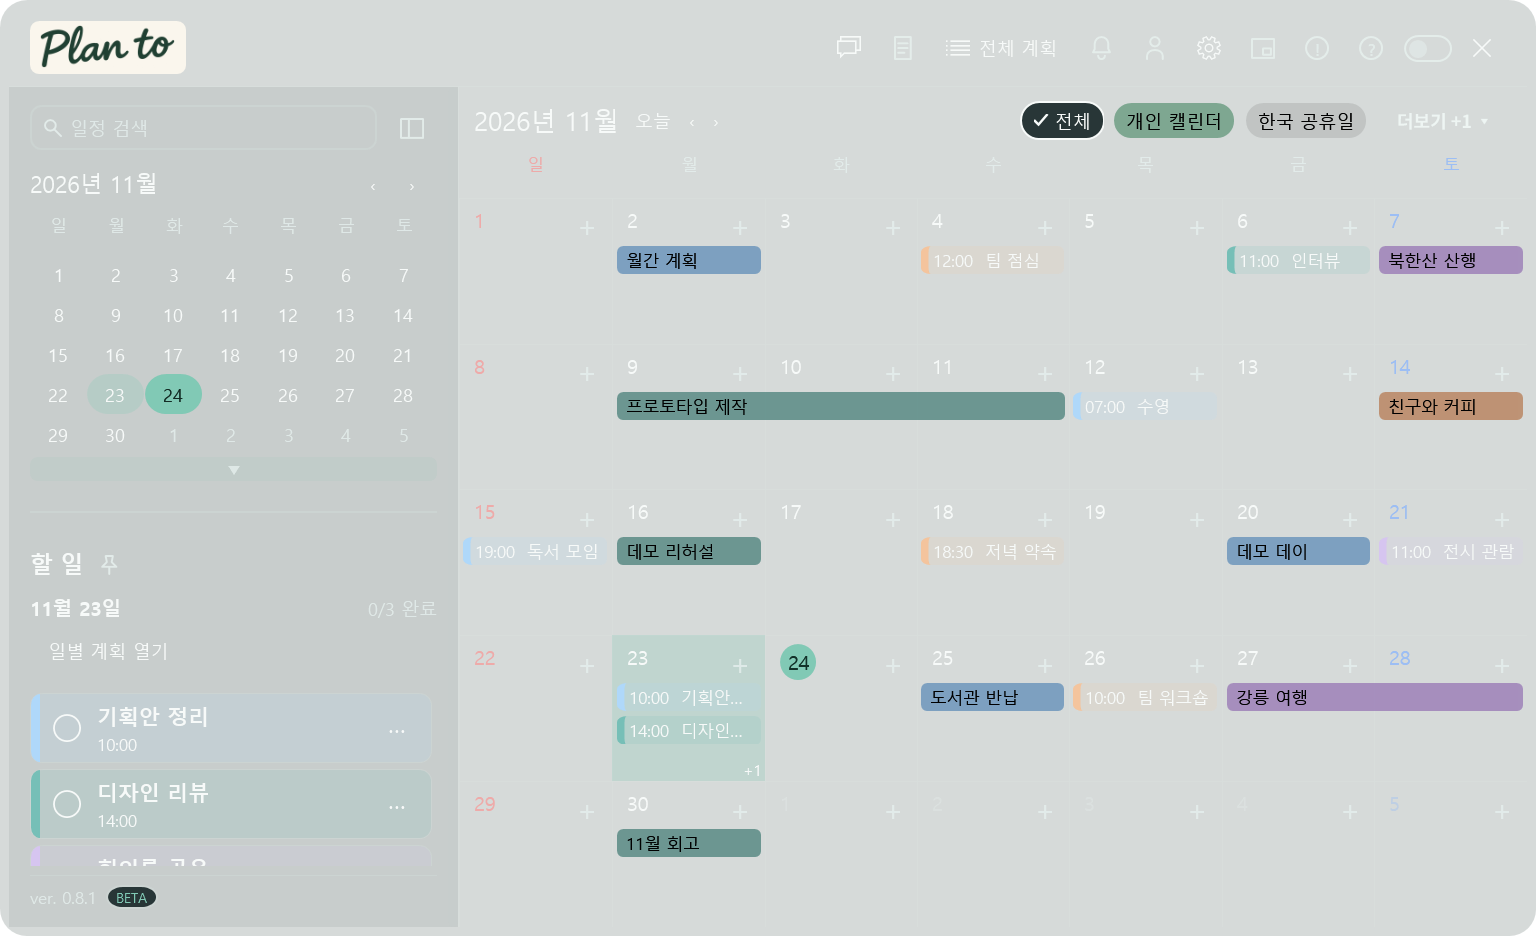 Plan to
전체 계획
일정 검색
2026년 11월
일 월 화 수 목 금 토
1 2 3 4 5 6 7
8 9 10 11 12 13 14
15 16 17 18 19 20 21
22 23 24 25 26 27 28
29 30 1 2 3 4 5
할 일
11월 23일 0/3 완료
일별 계획 열기
기획안 정리
10:00
디자인 리뷰
14:00
ver. 0.8.1 BETA
2026년 11월 오늘
전체 개인 캘린더 한국 공휴일 더보기 +1
일 월 화 수 목 금 토
1 2 3 4 5 6 7
월간 계획 12:00 팀 점심 11:00 인터뷰 북한산 산행
8 9 10 11 12 13 14
프로토타입 제작 07:00 수영 친구와 커피
15 16 17 18 19 20 21
19:00 독서 모임 데모 리허설 18:30 저녁 약속 데모 데이 11:00 전시 관람
22 23 24 25 26 27 28
10:00 기획안... 도서관 반납 10:00 팀 워크숍 강릉 여행
14:00 디자인...
+1
29 30 1 2 3 4 5
11월 회고